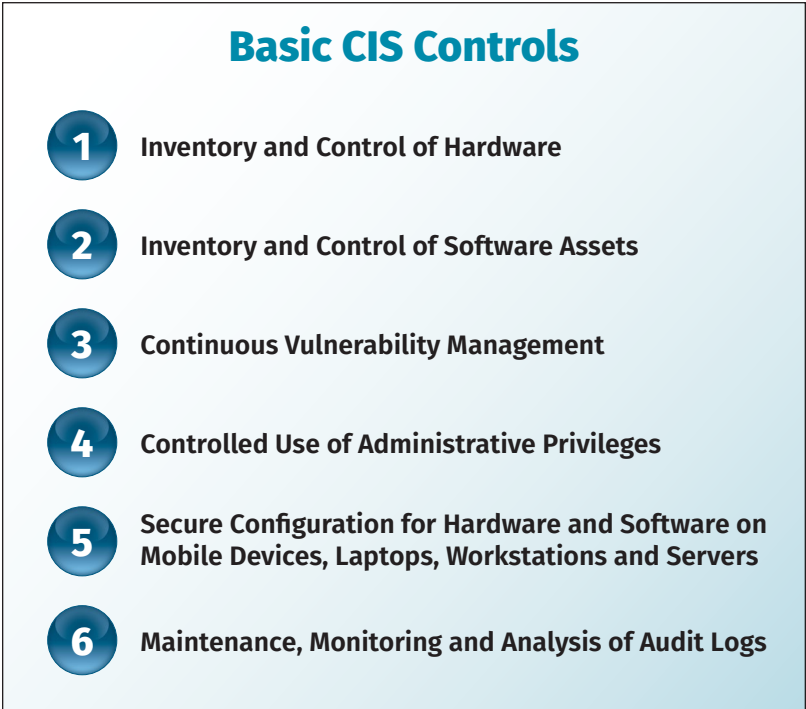 Basic CIS Controls
1 Inventory and Control of Hardware
2 Inventory and Control of Software Assets
3 Continuous Vulnerability Management
4 Controlled Use of Administrative Privileges
5 Secure Configuration for Hardware and Software on
Mobile Devices, Laptops, Workstations and Servers
6 Maintenance, Monitoring and Analysis of Audit Logs